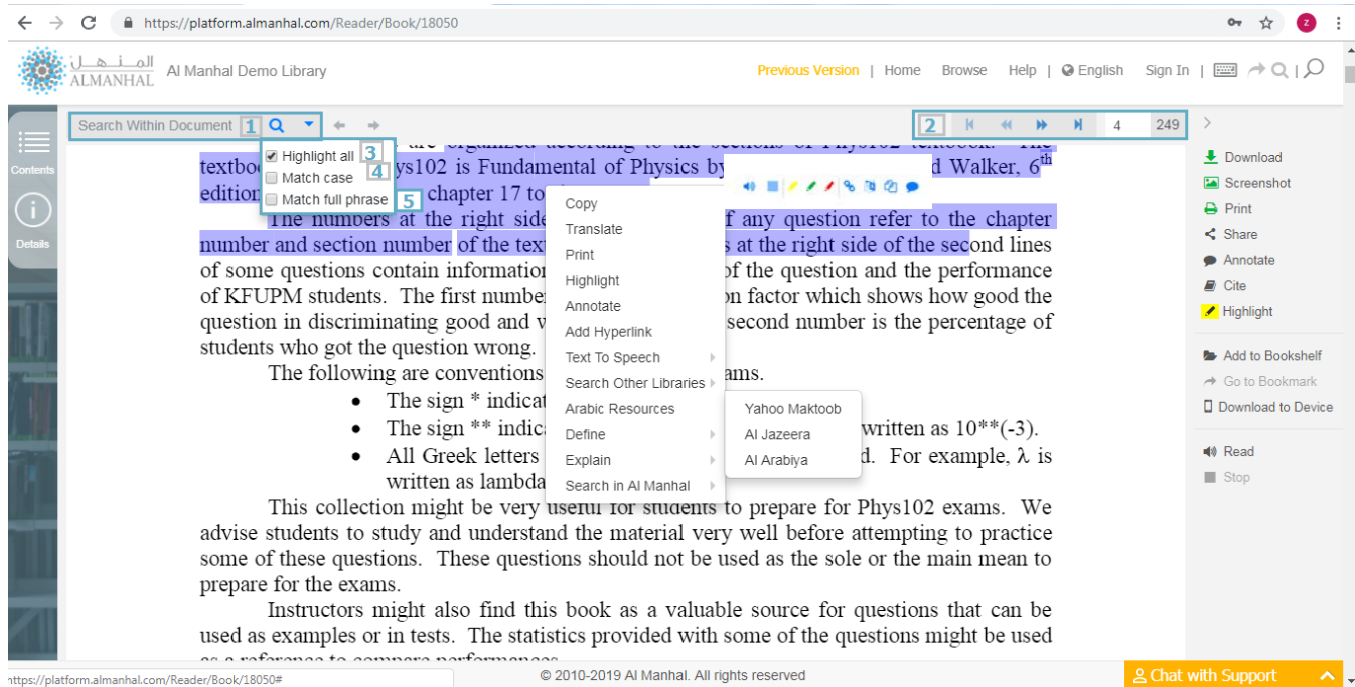 https://platform.almanhal.com/Reader/Book/18050
z
المنهل
ALMANHAL
Al Manhal Demo Library
Previous Version | Home Browse Help | English Sign In
Search Within Document 1
2 4 249
Contents
Details
Highlight all 3
Match case 4
Match full phrase 5
are organized according to the sections of Phys102 textbook. The
textbo ys102 is Fundamental of Physics by d Walker, 6th
edition chapter 17 to
The numbers at the right side f any question refer to the chapter
number and section number of the tex s at the right side of the second lines
of some questions contain information of the question and the performance
of KFUPM students. The first number on factor which shows how good the
question in discriminating good and w second number is the percentage of
students who got the question wrong.
The following are conventions ams.
• The sign * indicat
• The sign ** indica written as 10**(-3).
• All Greek letters d. For example, λ is
written as lambda
This collection might be very useful for students to prepare for Phys102 exams. We
advise students to study and understand the material very well before attempting to practice
some of these questions. These questions should not be used as the sole or the main mean to
prepare for the exams.
Instructors might also find this book as a valuable source for questions that can be
used as examples or in tests. The statistics provided with some of the questions might be used
as a reference to compare performances
Copy
Translate
Print
Highlight
Annotate
Add Hyperlink
Text To Speech
Search Other Libraries
Arabic Resources
Define
Explain
Search in Al Manhal
Yahoo Maktoob
Al Jazeera
Al Arabiya
Download
Screenshot
Print
Share
Annotate
Cite
Highlight
Add to Bookshelf
Go to Bookmark
Download to Device
Read
Stop
https://platform.almanhal.com/Reader/Book/18050#
© 2010-2019 Al Manhal. All rights reserved
Chat with Support